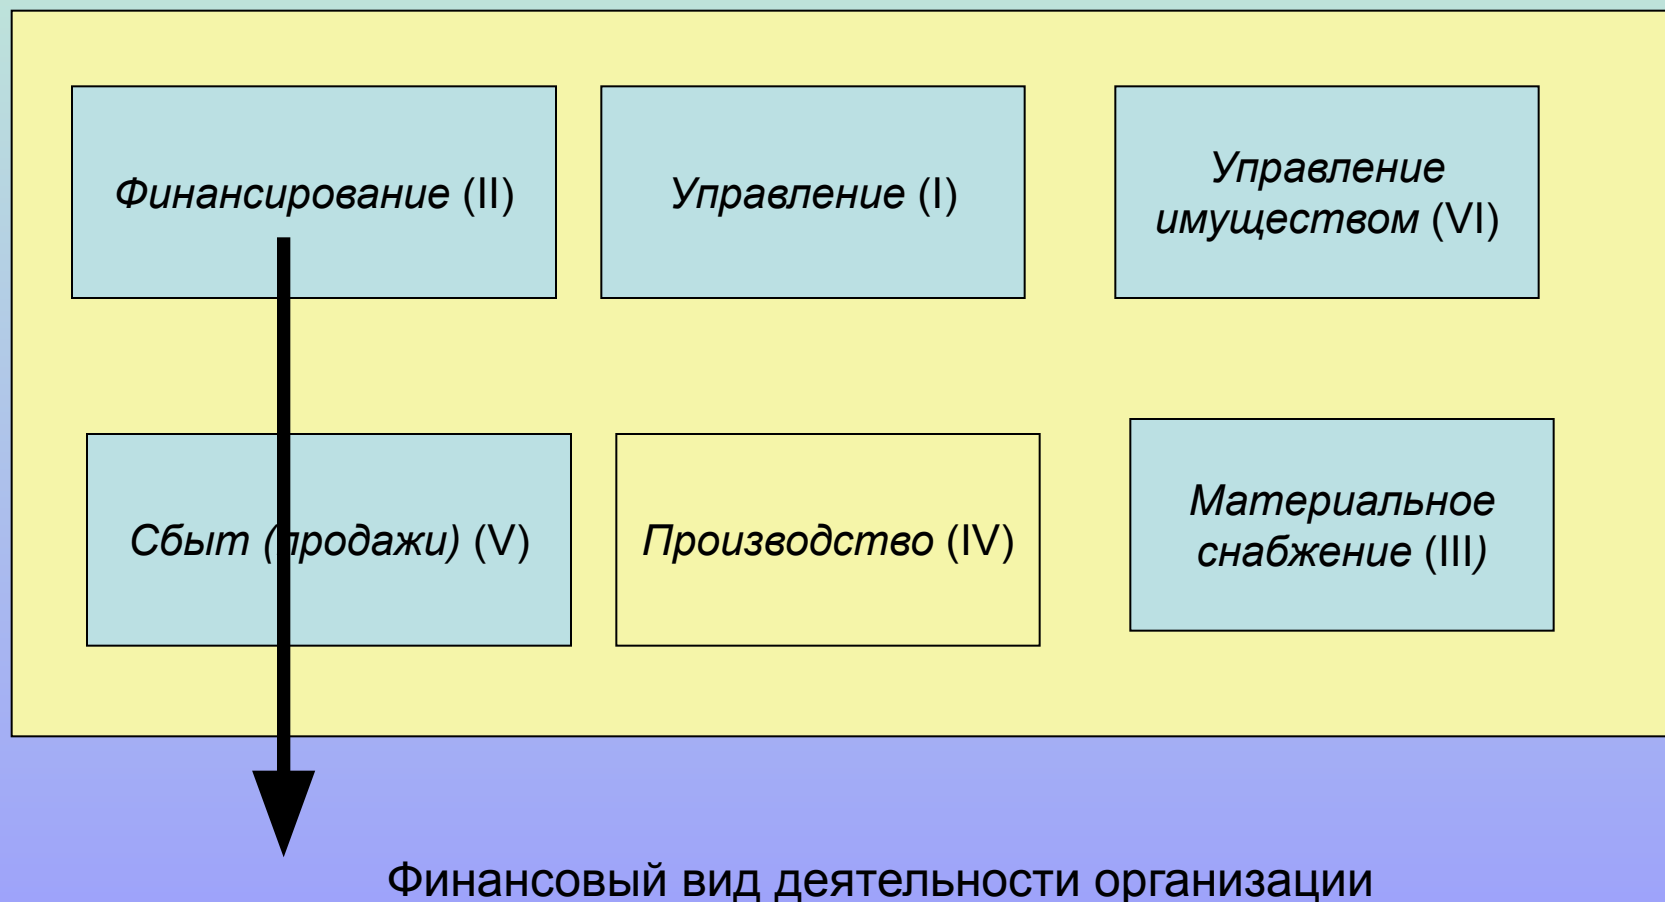 Финансирование (II)
Управление (I)
Управление
имуществом (VI)
Сбыт (продажи) (V)
Производство (IV)
Материальное
снабжение (III)
Финансовый вид деятельности организации